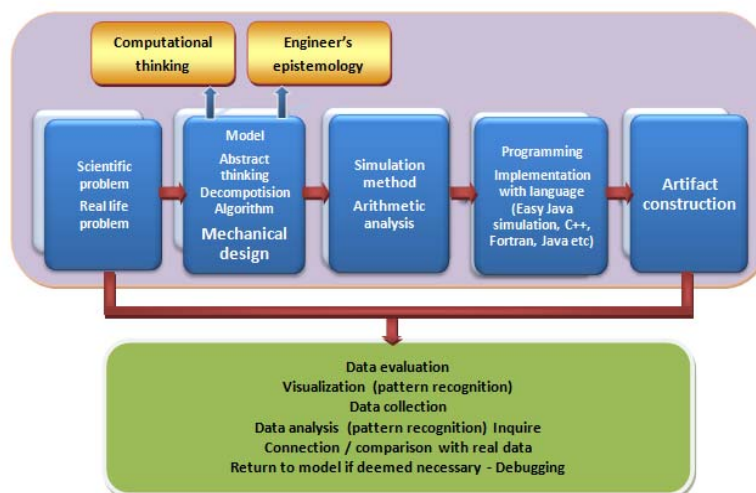 Computational
thinking
Engineer's
epistemology
Scientific
problem
Real life
problem
Model
Abstract
thinking
Decompotision
Algorithm
Mechanical
design
Simulation
method
Arithmetic
analysis
Programming
Implementation
with language
(Easy Java
simulation, C++,
Fortran, Java etc)
Artifact
construction
Data evaluation
Visualization (pattern recognition)
Data collection
Data analysis (pattern recognition) Inquire
Connection / comparison with real data
Return to model if deemed necessary - Debugging